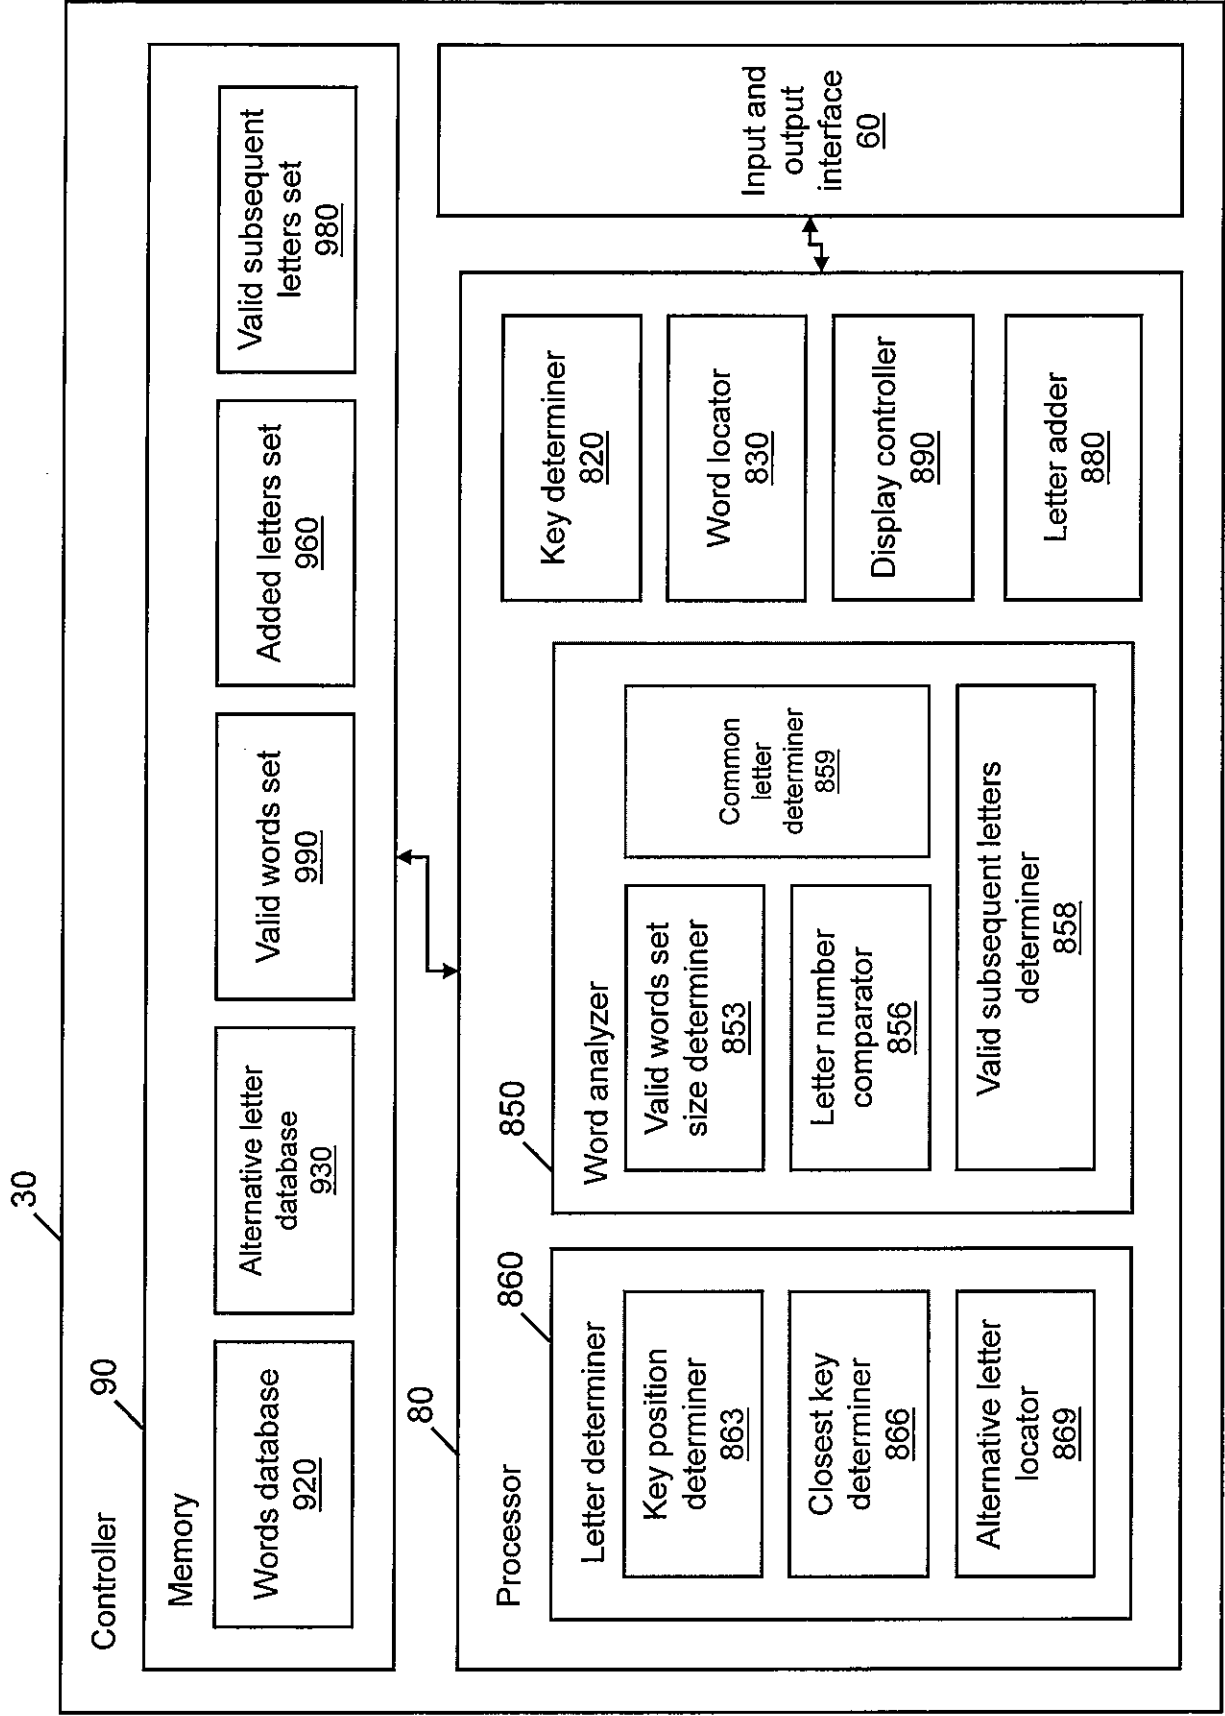 30
Controller
90
Memory
Words database
920
Alternative letter
database
930
Valid words set
990
Added letters set
960
Valid subsequent
letters set
980
80
Processor
860
Letter determiner
Key position
determiner
863
Closest key
determiner
866
Alternative letter
locator
869
850
Word analyzer
Valid words set
size determiner
853
Letter number
comparator
856
Common
letter
determiner
859
Valid subsequent letters
determiner
858
Key determiner
820
Word locator
830
Display controller
890
Letter adder
880
Input and
output
interface
60